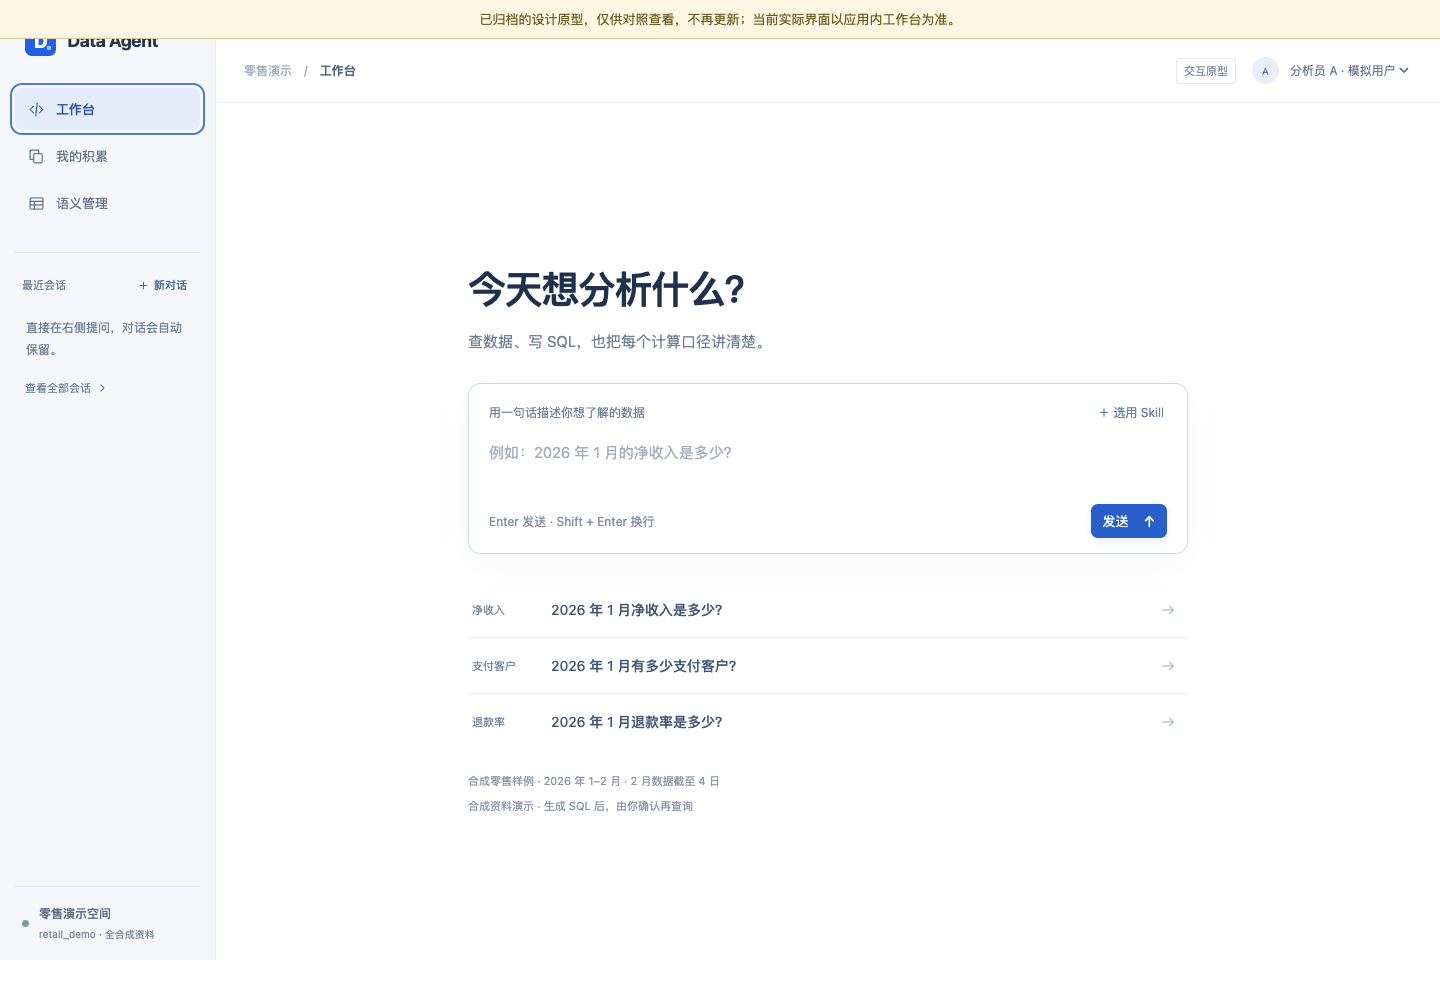 已归档的设计原型，仅供对照查看，不再更新；当前实际界面以应用内工作台为准。
Data Agent
零售演示 / 工作台
交互原型
A
分析员 A · 模拟用户
工作台
我的积累
语义管理
最近会话
+ 新对话
直接在右侧提问，对话会自动
保留。
查看全部会话
今天想分析什么？
查数据、写 SQL，也把每个计算口径讲清楚。
用一句话描述你想了解的数据
+ 选用 Skill
例如：2026 年 1 月的净收入是多少？
Enter 发送 · Shift + Enter 换行
发送
净收入 2026 年 1 月净收入是多少？
支付客户 2026 年 1 月有多少支付客户？
退款率 2026 年 1 月退款率是多少？
合成零售样例 · 2026 年 1–2 月 · 2 月数据截至 4 日
合成资料演示 · 生成 SQL 后，由你确认再查询
零售演示空间
retail_demo · 全合成资料